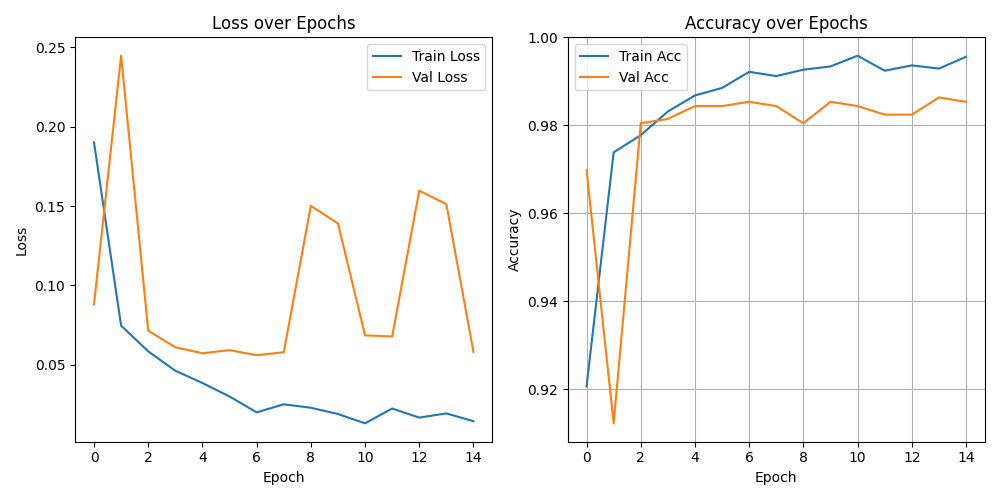 Loss over Epochs
Train Loss
Val Loss
0.25
0.20
0.15
0.10
0.05
Loss
0 2 4 6 8 10 12 14
Epoch
Accuracy over Epochs
Train Acc
Val Acc
1.00
0.98
0.96
0.94
0.92
Accuracy
0 2 4 6 8 10 12 14
Epoch